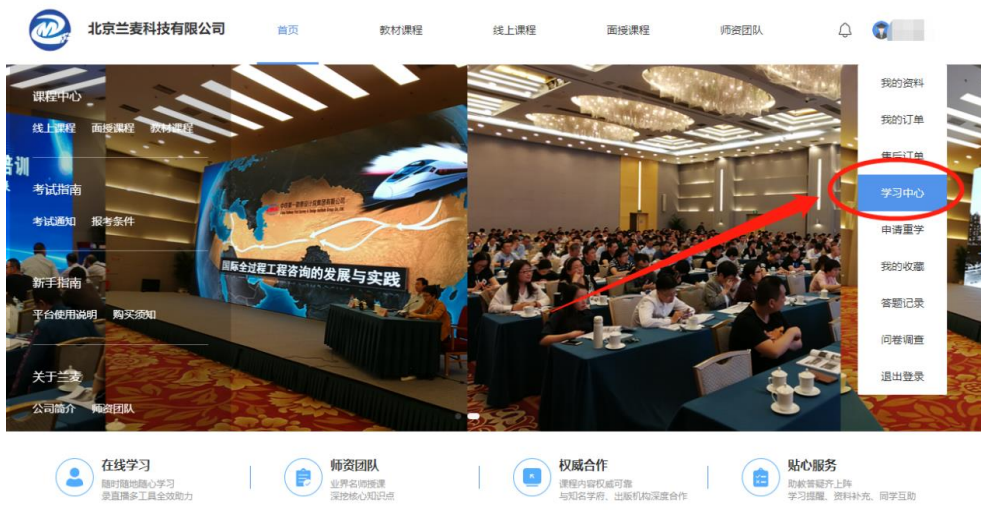 北京兰麦科技有限公司 首页 教材课程 线上课程 面授课程 师资团队
课程中心
线上课程 面授课程 教材课程
考试指南
考试通知 报考条件
新手指南
平台使用说明 购买须知
关于兰麦
公司简介 师资团队
培训
国际全过程工程咨询的发展与实践
我的资料
我的订单
售后订单
学习中心
申请重学
我的收藏
答题记录
问卷调查
退出登录
在线学习
随时随地随心学习
录直播多工具全效助力
师资团队
业界名师授课
深挖核心知识点
权威合作
课程内容权威可靠
与知名学府、出版机构深度合作
贴心服务
助教答疑齐上阵
学习提醒、资料补充、同学互助